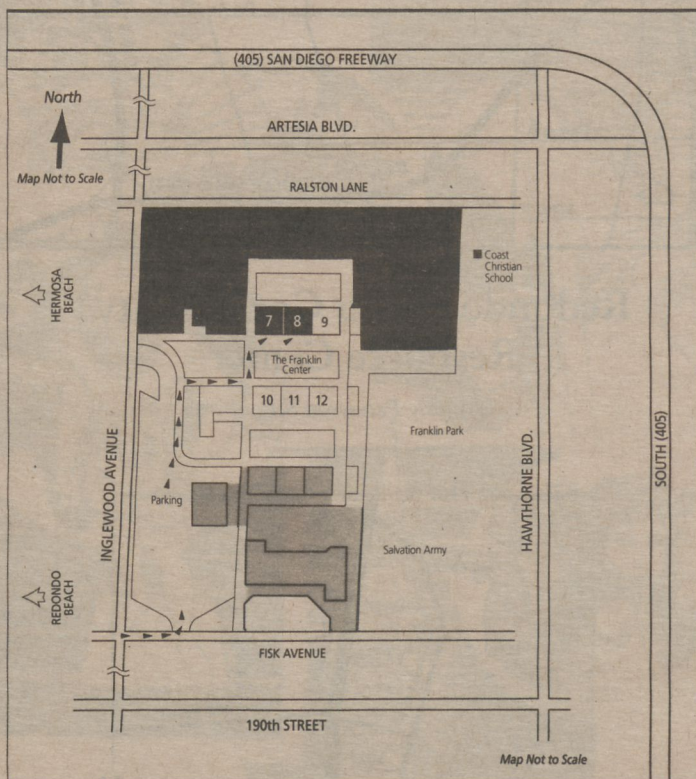 (405) SAN DIEGO FREEWAY
North
Map Not to Scale
ARTESIA BLVD.
RALSTON LANE
Coast
Christian
School
HERMOSA
BEACH
7 8 9
The Franklin
Center
10 11 12
Franklin Park
INGLEWOOD AVENUE
HAWTHORNE BLVD.
SOUTH (405)
Parking
Salvation Army
REDONDO
BEACH
FISK AVENUE
190th STREET
Map Not to Scale